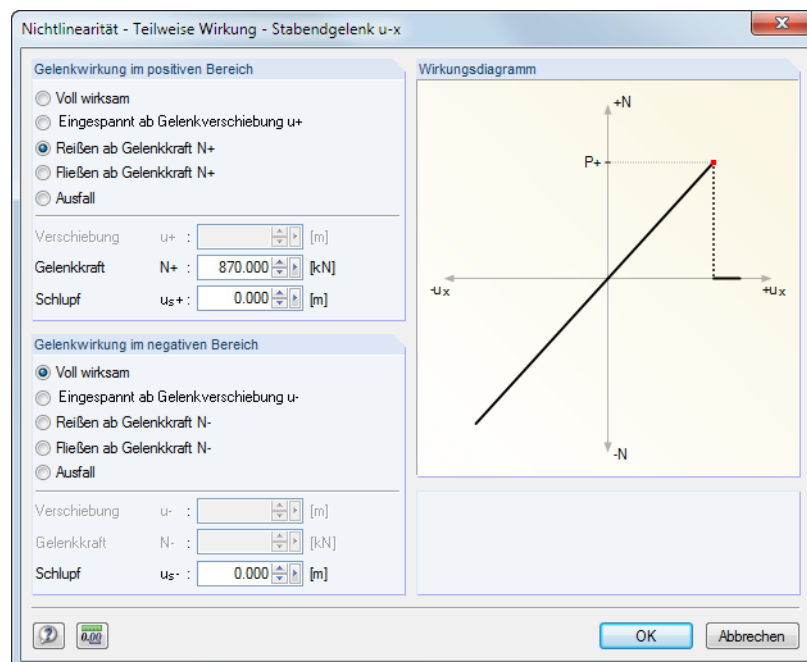 Nichtlinearität - Teilweise Wirkung - Stabendgelenk u-x
Gelenkwirkung im positiven Bereich
Voll wirksam
Eingespannt ab Gelenkverschiebung u+
Reißen ab Gelenkkraft N+
Fließen ab Gelenkkraft N+
Ausfall
Verschiebung u+ : [m]
Gelenkkraft N+ : 870.000 [kN]
Schlupf us+ : 0.000 [m]
Gelenkwirkung im negativen Bereich
Voll wirksam
Eingespannt ab Gelenkverschiebung u-
Reißen ab Gelenkkraft N-
Fließen ab Gelenkkraft N-
Ausfall
Verschiebung u- : [m]
Gelenkkraft N- : [kN]
Schlupf us- : 0.000 [m]
Wirkungsdiagramm
+N
P+
-ux
+ux
-N
0.00
OK
Abbrechen